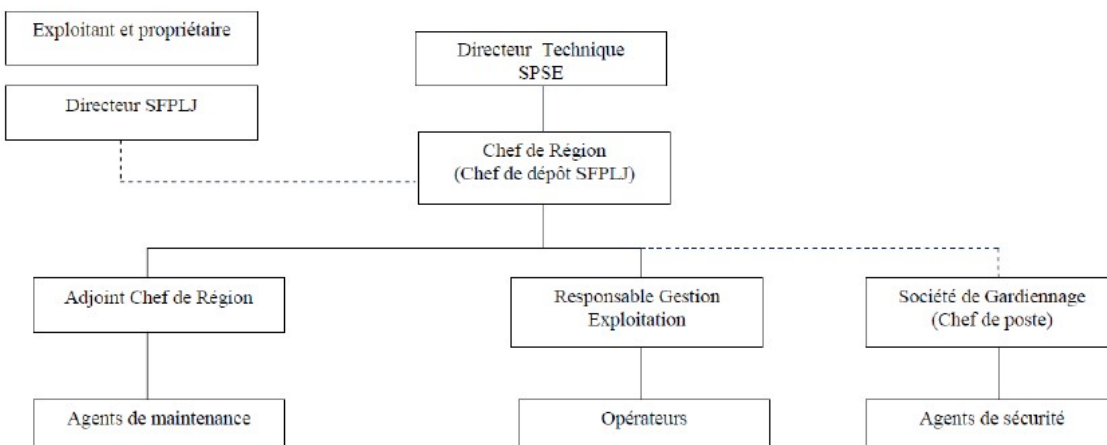 Exploitant et propriétaire
Directeur Technique
SPSE
Directeur SFPLJ
Chef de Région
(Chef de dépôt SFPLJ)
Adjoint Chef de Région
Responsable Gestion
Exploitation
Société de Gardiennage
(Chef de poste)
Agents de maintenance
Opérateurs
Agents de sécurité